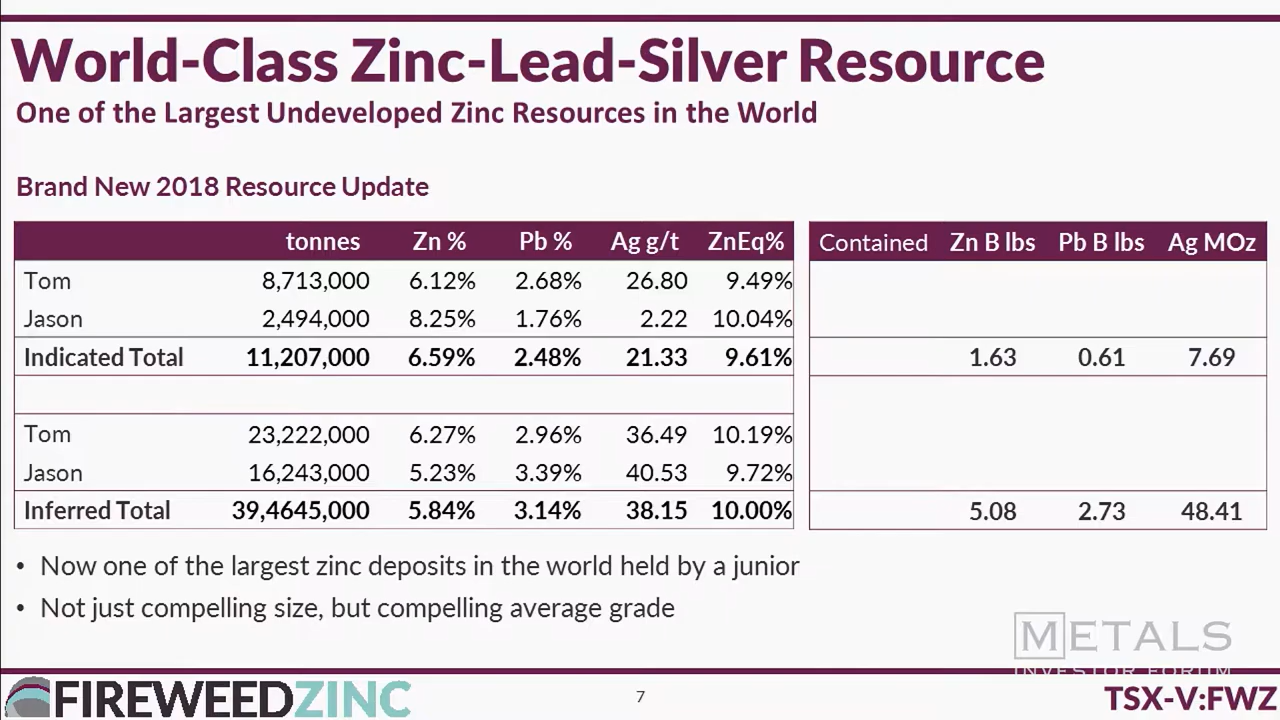 World-Class Zinc-Lead-Silver Resource
One of the Largest Undeveloped Zinc Resources in the World
Brand New 2018 Resource Update
tonnes Zn % Pb % Ag g/t ZnEq% Contained Zn B lbs Pb B lbs Ag MOz
Tom 8,713,000 6.12% 2.68% 26.80 9.49%
Jason 2,494,000 8.25% 1.76% 2.22 10.04%
Indicated Total 11,207,000 6.59% 2.48% 21.33 9.61% 1.63 0.61 7.69
Tom 23,222,000 6.27% 2.96% 36.49 10.19%
Jason 16,243,000 5.23% 3.39% 40.53 9.72%
Inferred Total 39,4645,000 5.84% 3.14% 38.15 10.00% 5.08 2.73 48.41
• Now one of the largest zinc deposits in the world held by a junior
• Not just compelling size, but compelling average grade
METALS
INVESTOR FORUM
FIREWEEDZINC
7
TSX-V:FWZ